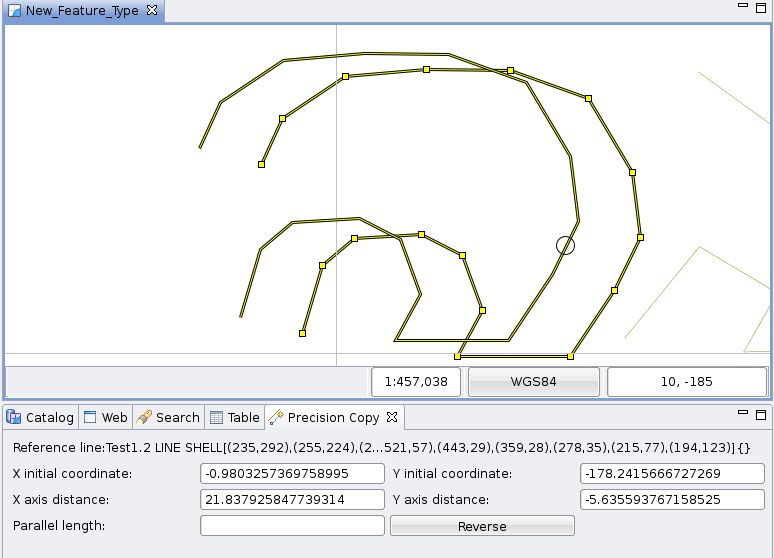 New_Feature_Type
1:457,038 WGS84 10, -185
Catalog Web Search Table Precision Copy
Reference line:Test1.2 LINE SHELL[(235,292),(255,224),(2...521,57),(443,29),(359,28),(278,35),(215,77),(194,123)]{}
X initial coordinate: -0.9803257369758995 Y initial coordinate: -178.2415666727269
X axis distance: 21.837925847739314 Y axis distance: -5.635593767158525
Parallel length: Reverse